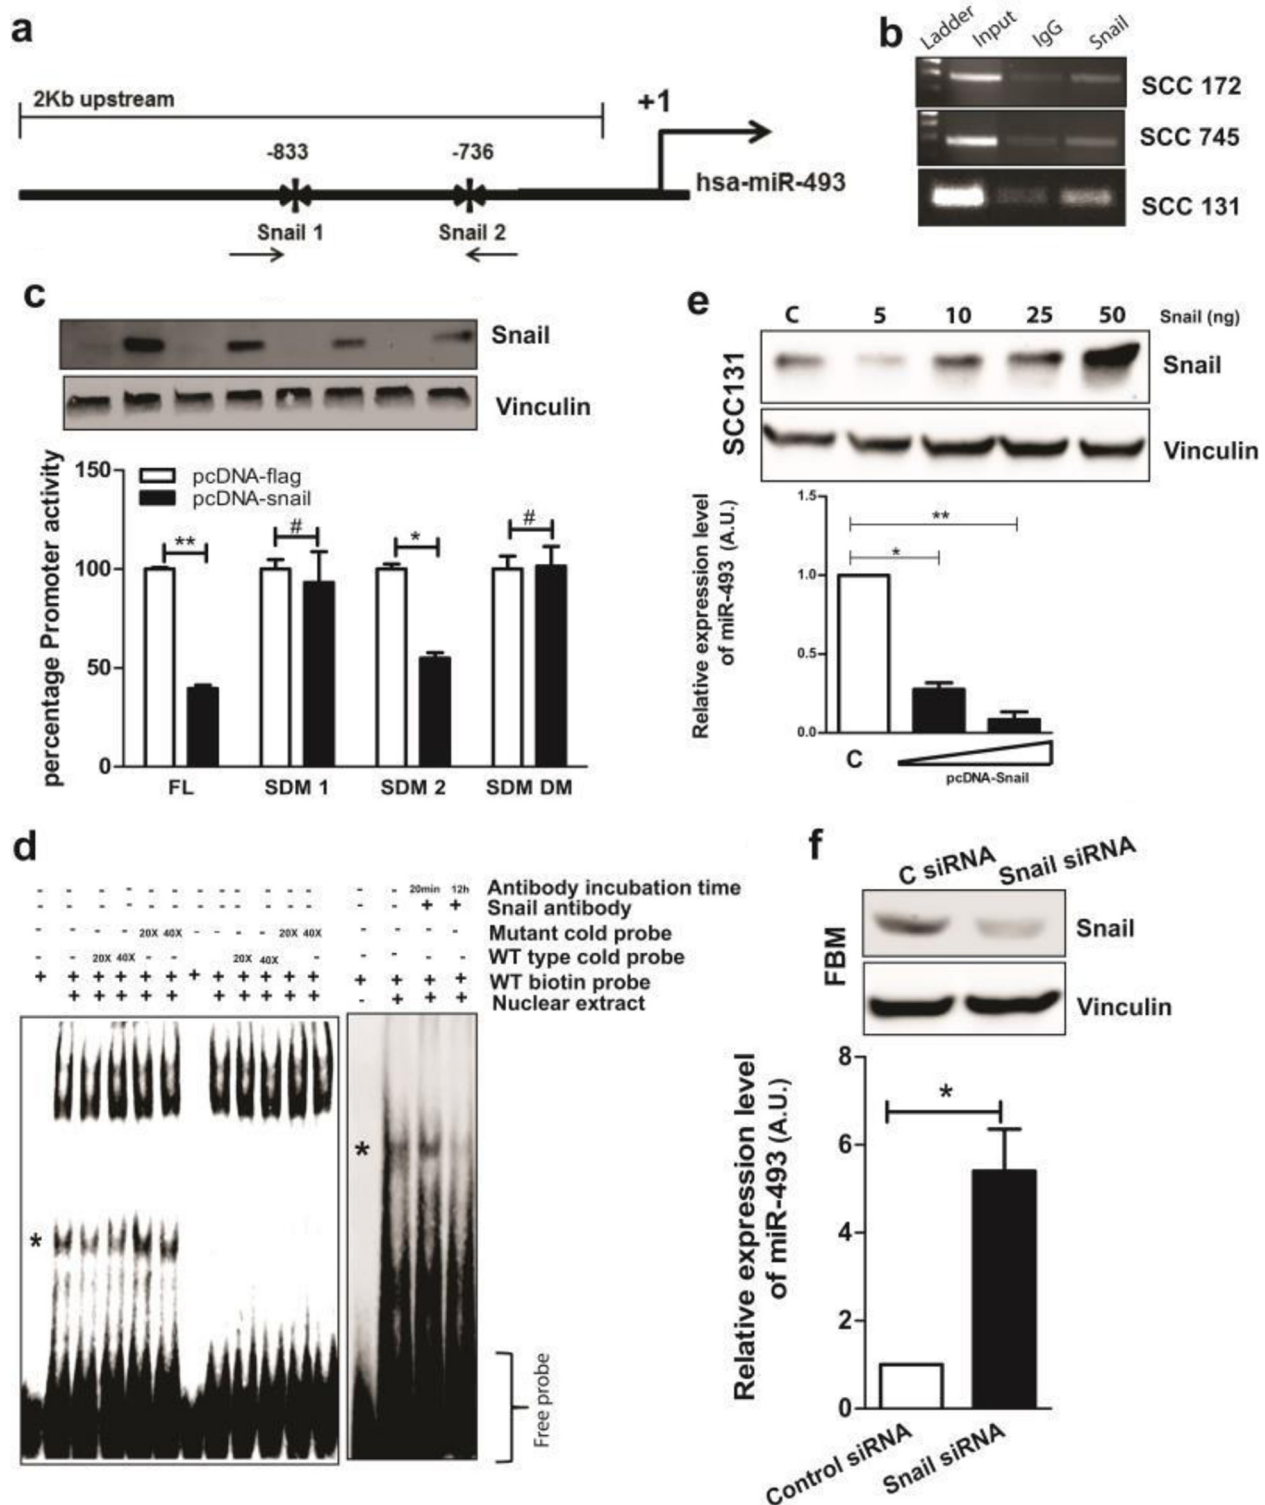 a
2Kb upstream
+1
-833
-736
hsa-miR-493
Snail 1
Snail 2
b
Ladder
Input
IgG
Snail
SCC 172
SCC 745
SCC 131
c
Snail
Vinculin
percentage Promoter activity
150
100
50
0
pcDNA-flag
pcDNA-snail
**
#
*
#
FL
SDM 1
SDM 2
SDM DM
e
C 5 10 25 50 Snail (ng)
SCC131
Snail
Vinculin
Relative expression level
of miR-493 (A.U.)
1.5
1.0
0.5
0.0
**
*
C
pcDNA-Snail
d
- - - - - - - - - - - - - - 20min 12h Antibody incubation time
- - - - - - - - - - - - - - + + Snail antibody
- - - - 20X 40X - - - - 20X 40X - - - - Mutant cold probe
- - 20X 40X - - - - 20X 40X - - - - - - WT type cold probe
+ + + + + + + + + + + + + + + + WT biotin probe
+ + + + + + + + + + - + + + Nuclear extract
*
*
Free probe
f
C siRNA
Snail siRNA
FBM
Snail
Vinculin
Relative expression level
of miR-493 (A.U.)
8
6
4
2
0
*
Control siRNA
Snail siRNA